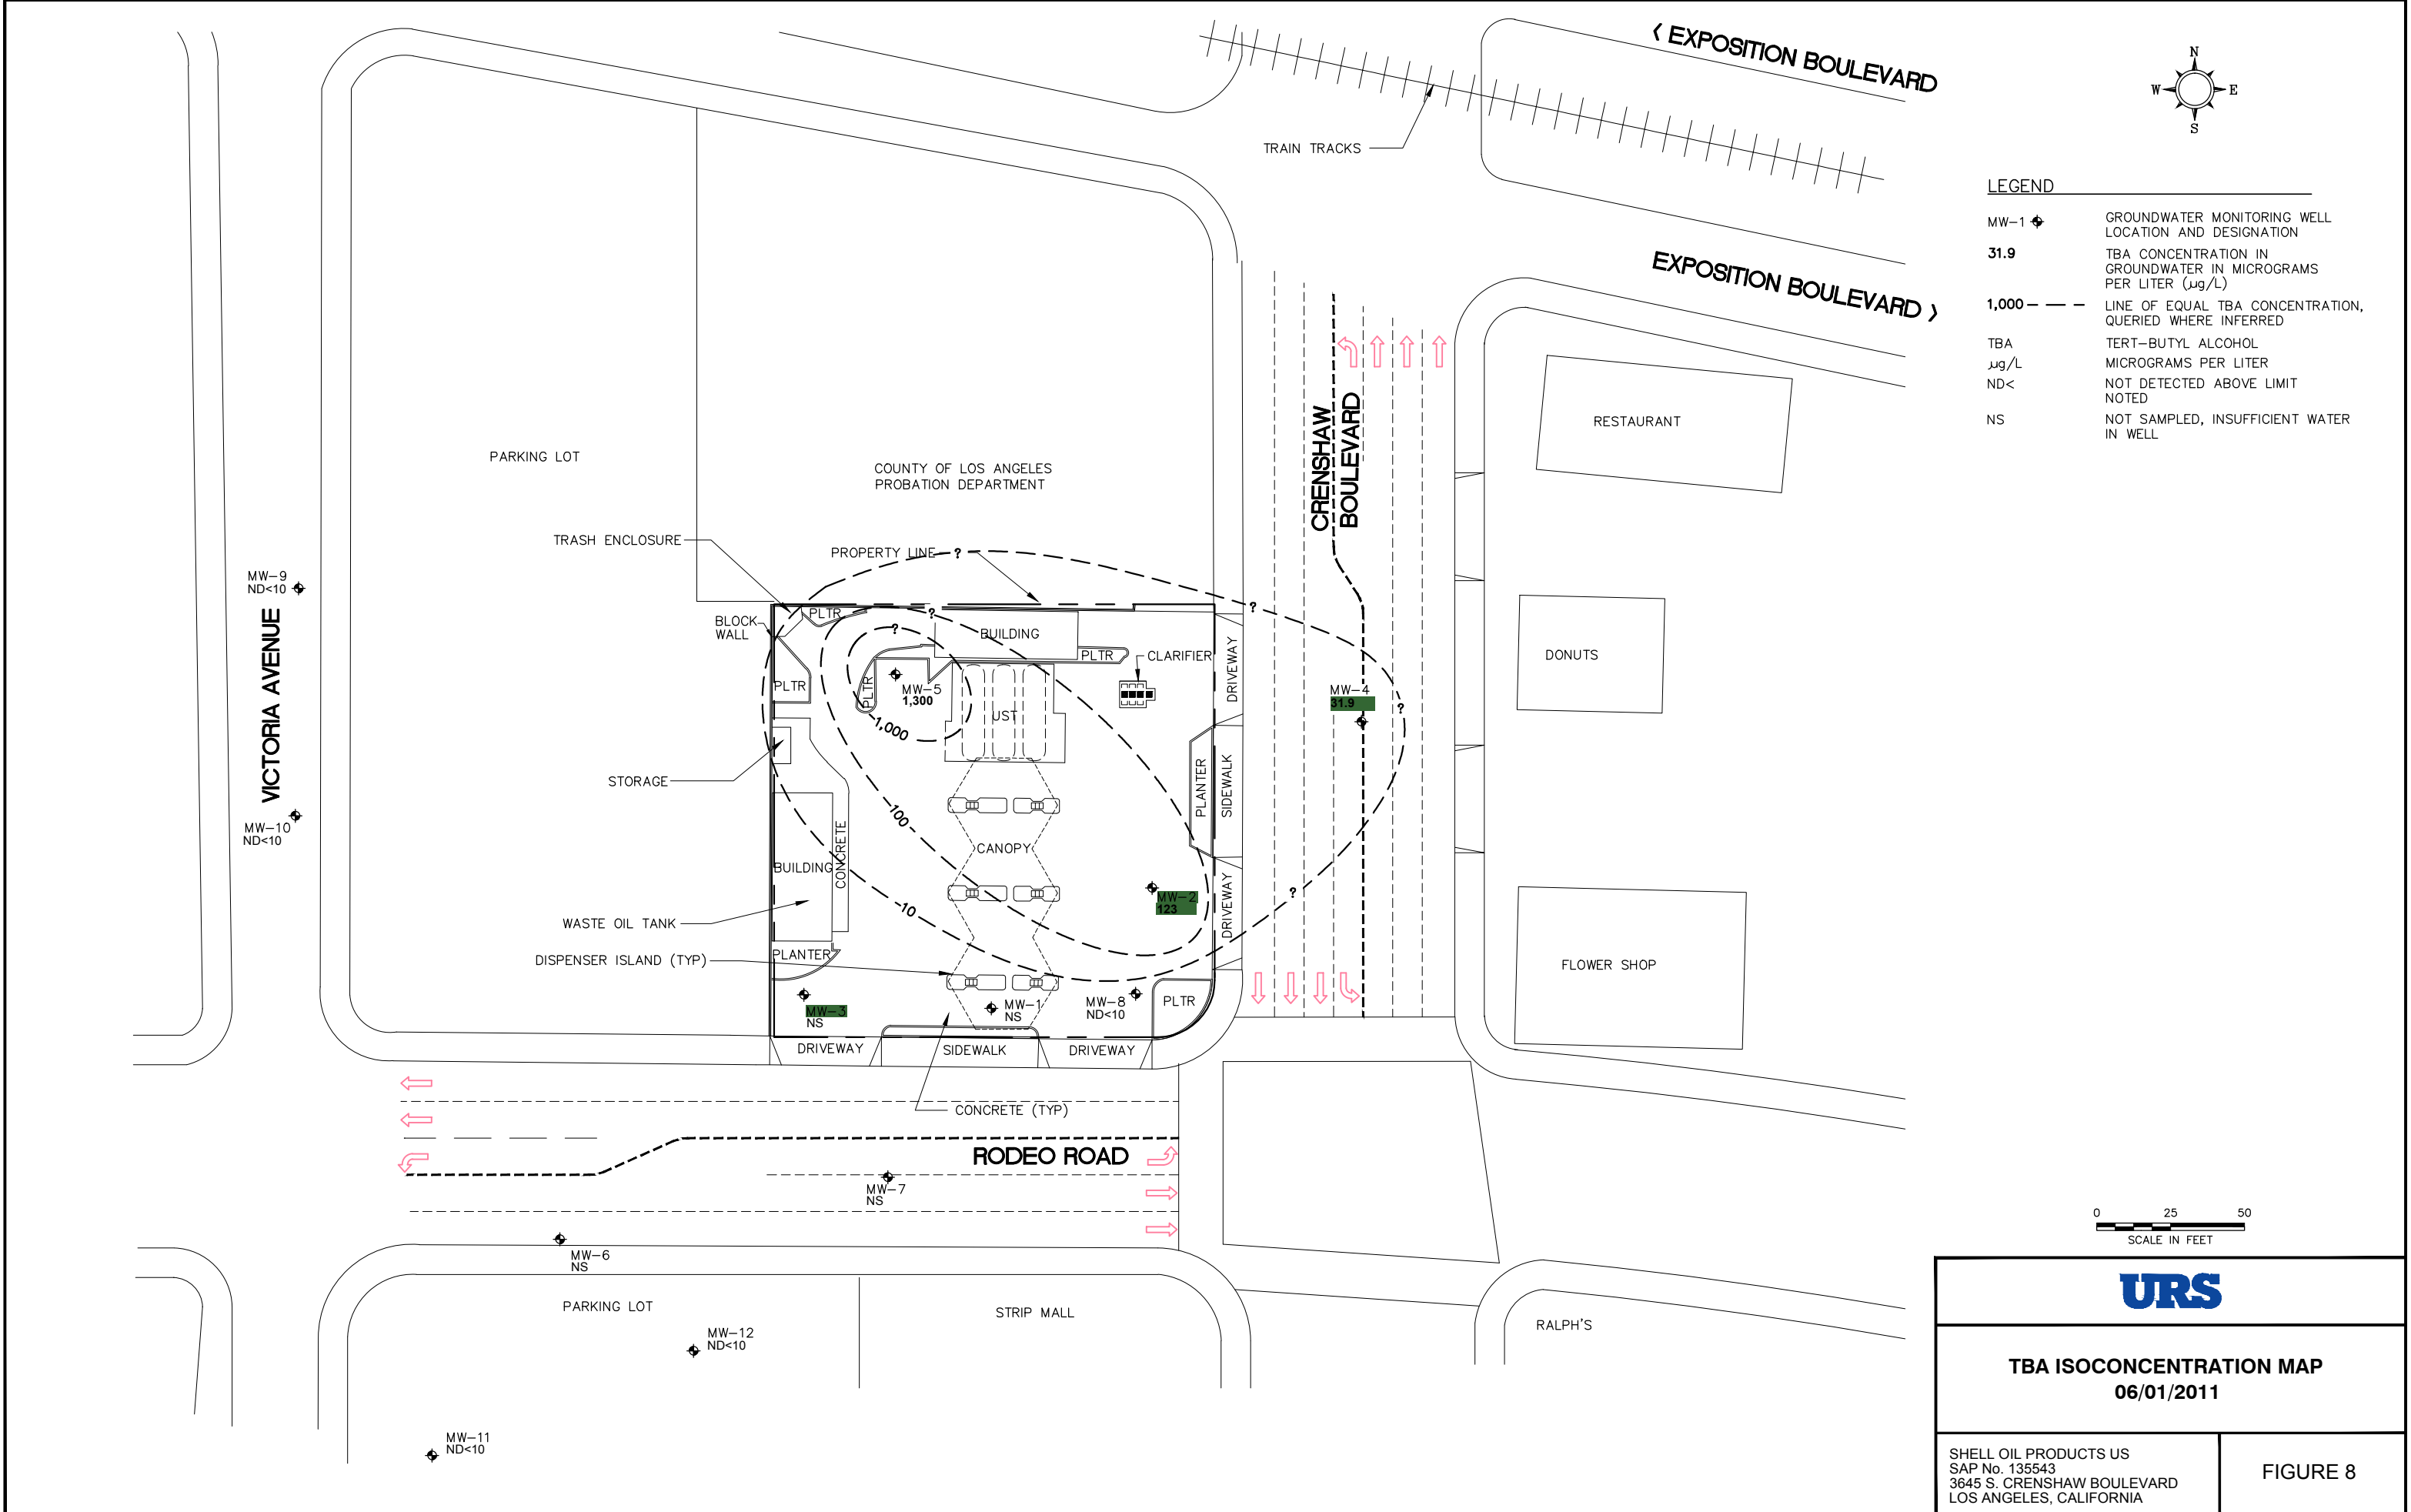 ‹ EXPOSITION BOULEVARD
N
W
E
S
TRAIN TRACKS
LEGEND
MW-1
GROUNDWATER MONITORING WELL
LOCATION AND DESIGNATION
31.9
TBA CONCENTRATION IN
GROUNDWATER IN MICROGRAMS
PER LITER (µg/L)
1,000
LINE OF EQUAL TBA CONCENTRATION,
QUERIED WHERE INFERRED
TBA
TERT-BUTYL ALCOHOL
µg/L
MICROGRAMS PER LITER
ND<
NOT DETECTED ABOVE LIMIT
NOTED
NS
NOT SAMPLED, INSUFFICIENT WATER
IN WELL
EXPOSITION BOULEVARD ›
CRENSHAW
BOULEVARD
RESTAURANT
PARKING LOT
COUNTY OF LOS ANGELES
PROBATION DEPARTMENT
TRASH ENCLOSURE
PROPERTY LINE
?
MW-9
ND<10
VICTORIA AVENUE
BLOCK
WALL
PLTR
?
?
?
BUILDING
PLTR
CLARIFIER
DRIVEWAY
DONUTS
PLTR
PLTR
MW-5
1,300
UST
1,000
MW-4
31.9
?
STORAGE
PLANTER
SIDEWALK
MW-10
ND<10
100
CANOPY
CONCRETE
BUILDING
MW-2
123
10
?
DRIVEWAY
WASTE OIL TANK
PLANTER
DISPENSER ISLAND (TYP)
FLOWER SHOP
MW-3
NS
MW-1
NS
MW-8
ND<10
PLTR
DRIVEWAY
SIDEWALK
DRIVEWAY
CONCRETE (TYP)
RODEO ROAD
MW-7
NS
MW-6
NS
PARKING LOT
STRIP MALL
RALPH'S
MW-12
ND<10
MW-11
ND<10
0
25
50
SCALE IN FEET
URS
TBA ISOCONCENTRATION MAP
06/01/2011
SHELL OIL PRODUCTS US
SAP No. 135543
3645 S. CRENSHAW BOULEVARD
LOS ANGELES, CALIFORNIA
FIGURE 8